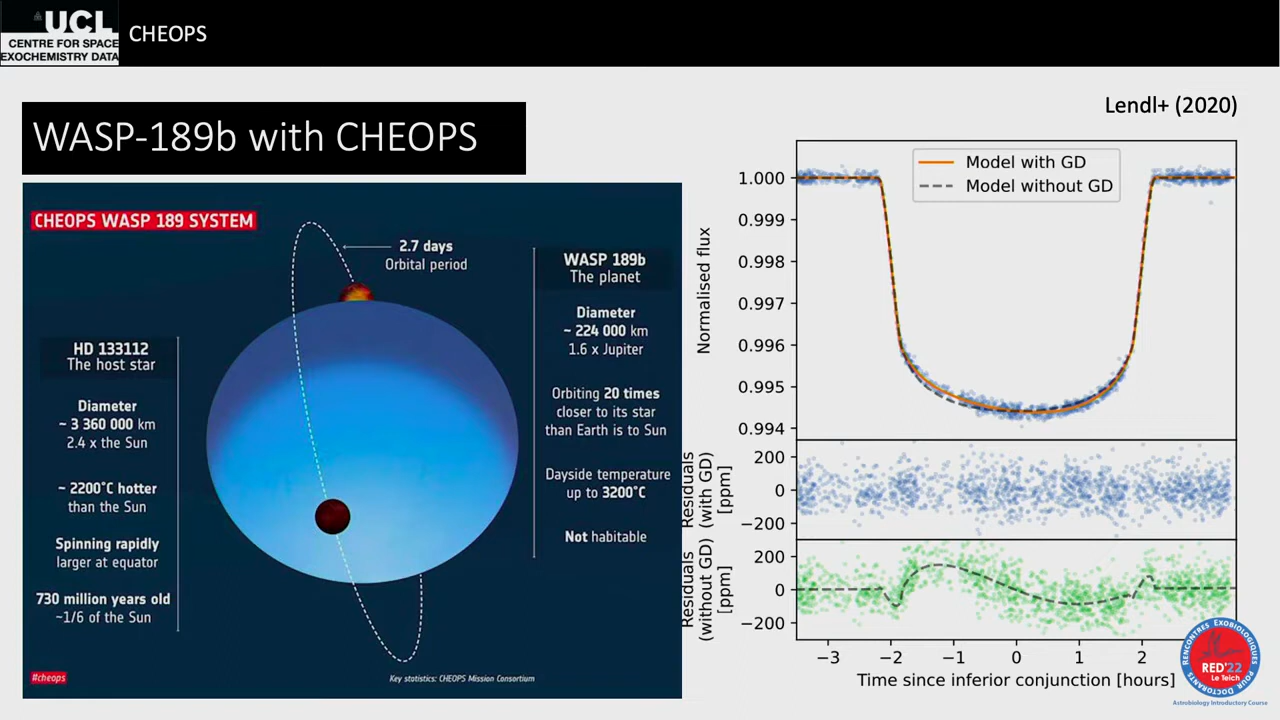 UCL
CENTRE FOR SPACE
EXOCHEMISTRY DATA
CHEOPS
WASP-189b with CHEOPS
Lendl+ (2020)
CHEOPS WASP 189 SYSTEM
2.7 days
Orbital period
HD 133112
The host star
Diameter
~ 3 360 000 km
2.4 x the Sun
~ 2200°C hotter
than the Sun
Spinning rapidly
larger at equator
730 million years old
~1/6 of the Sun
WASP 189b
The planet
Diameter
~ 224 000 km
1.6 x Jupiter
Orbiting 20 times
closer to its star
than Earth is to Sun
Dayside temperature
up to 3200°C
Not habitable
#cheops
Key statistics: CHEOPS Mission Consortium
Model with GD
Model without GD
Normalised flux
1.000
0.999
0.998
0.997
0.996
0.995
0.994
Residuals
(with GD)
[ppm]
200
0
−200
Residuals
(without GD)
[ppm]
200
0
−200
−3 −2 −1 0 1 2
Time since inferior conjunction [hours]
RENCONTRES EXOBIOLOGIQUES
POUR DOCTORANTS
RED'22
Le Teich
Astrobiology Introductory Course